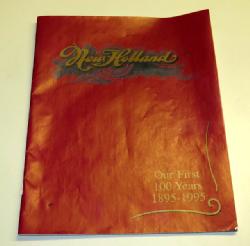 New Holland
Our First
100 Years
1895-1995